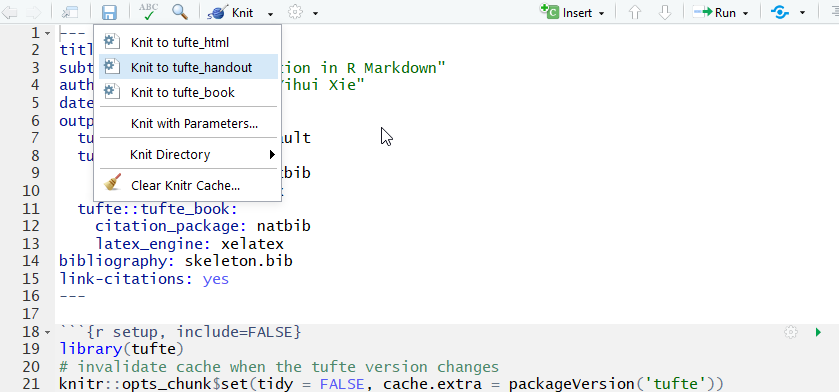 ABC Knit Insert Run
1 ---
2 titl
Knit to tufte_html
3 subt tion in R Markdown"
Knit to tufte_handout
4 auth Yihui Xie"
5 date
Knit to tufte_book
6 outp
Knit with Parameters...
7 tu ault
8 tu
Knit Directory
9 tbib
10 x
Clear Knitr Cache...
11 tufte::tufte_book:
12 citation_package: natbib
13 latex_engine: xelatex
14 bibliography: skeleton.bib
15 link-citations: yes
16 ---
17
18 ```{r setup, include=FALSE}
19 library(tufte)
20 # invalidate cache when the tufte version changes
21 knitr::opts_chunk$set(tidy = FALSE, cache.extra = packageVersion('tufte'))